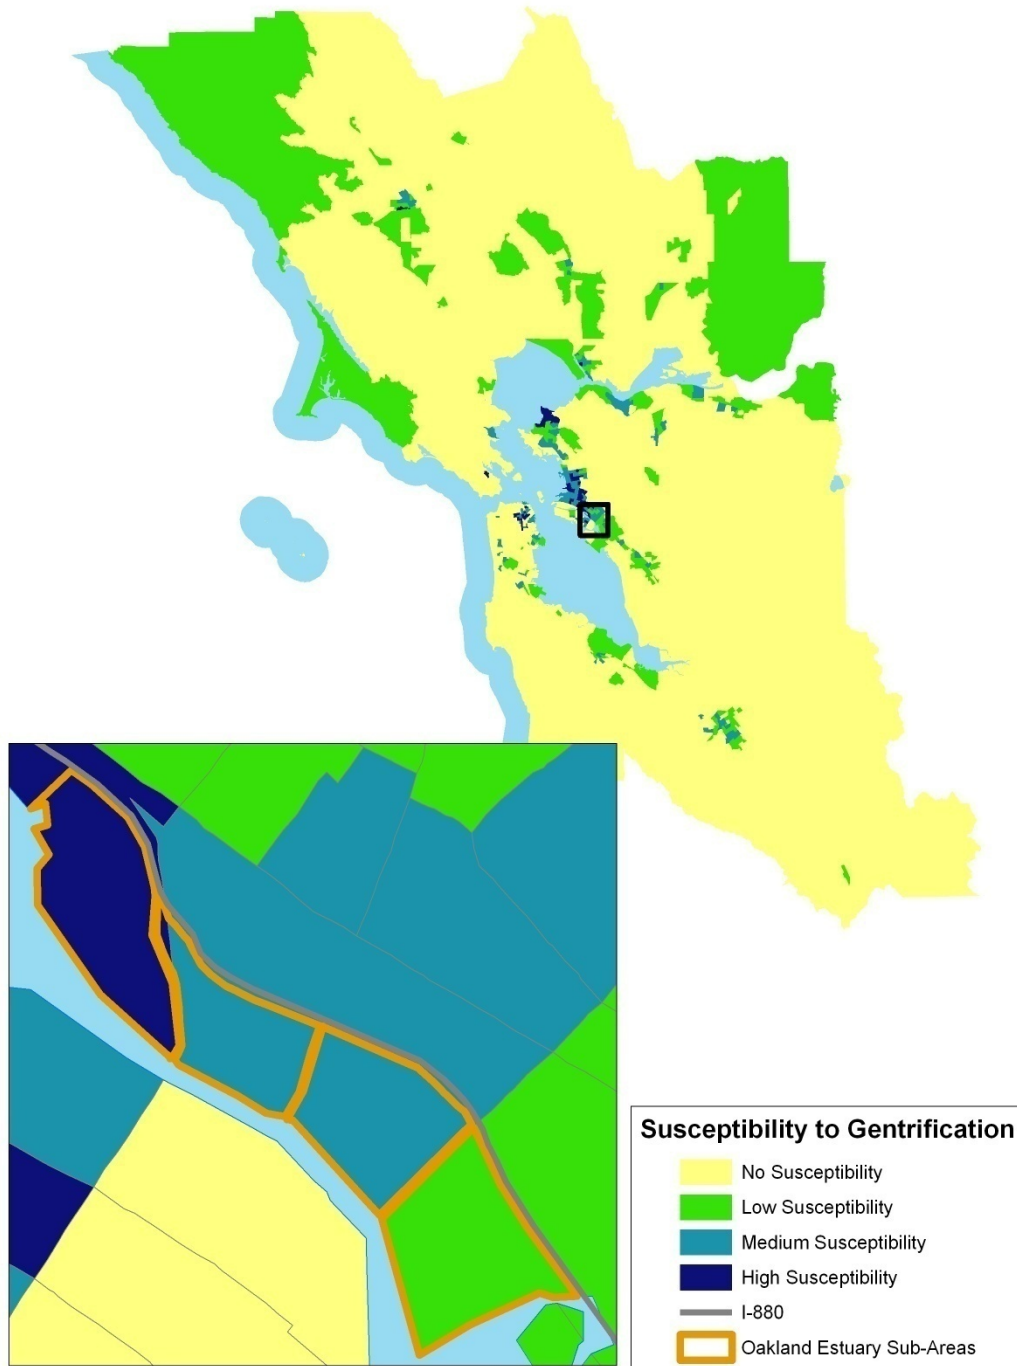 Susceptibility to Gentrification
No Susceptibility
Low Susceptibility
Medium Susceptibility
High Susceptibility
I-880
Oakland Estuary Sub-Areas